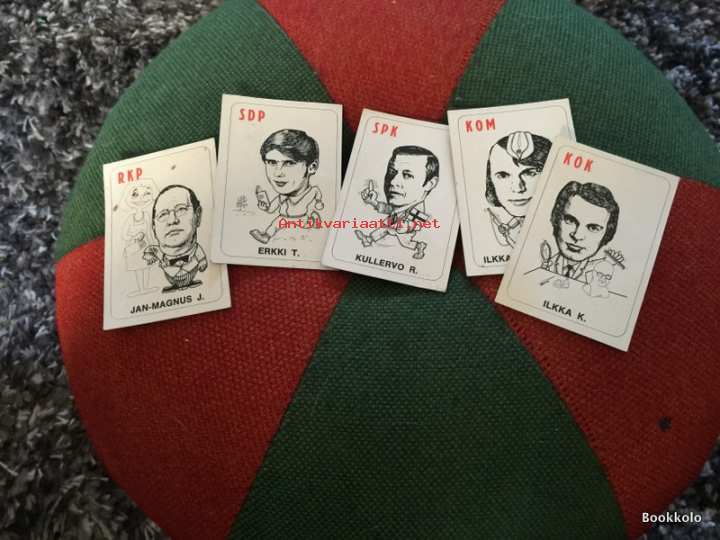 RKP
JAN-MAGNUS J.
SDP
ERKKI T.
SPK
KULLERVO R.
KOM
ILKKA
KOK
ILKKA K.
Antikvariaatti.net
Bookkolo